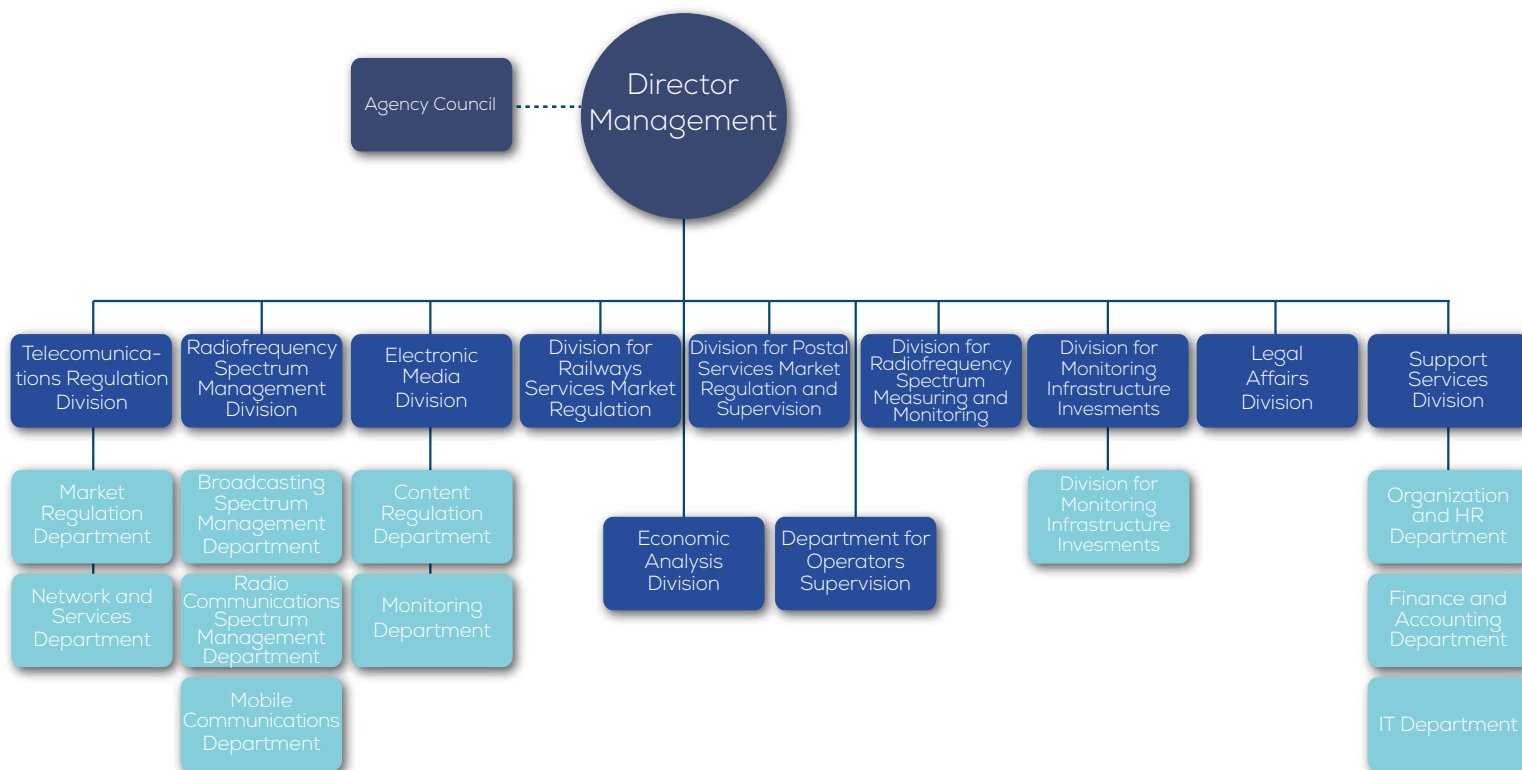 Agency Council
Director
Management
Telecomunica-
tions Regulation
Division
Radiofrequency
Spectrum
Management
Division
Electronic
Media
Division
Division for
Railways
Services Market
Regulation
Division for Postal
Services Market
Regulation and
Supervision
Division for
Radiofrequency
Spectrum
Measuring and
Monitoring
Division for
Monitoring
Infrastructure
Invesments
Legal
Affairs
Division
Support
Services
Division
Market
Regulation
Department
Broadcasting
Spectrum
Management
Department
Content
Regulation
Department
Economic
Analysis
Division
Department for
Operators
Supervision
Division for
Monitoring
Infrastructure
Invesments
Organization
and HR
Department
Network and
Services
Department
Radio
Communications
Spectrum
Management
Department
Monitoring
Department
Finance and
Accounting
Department
Mobile
Communications
Department
IT Department